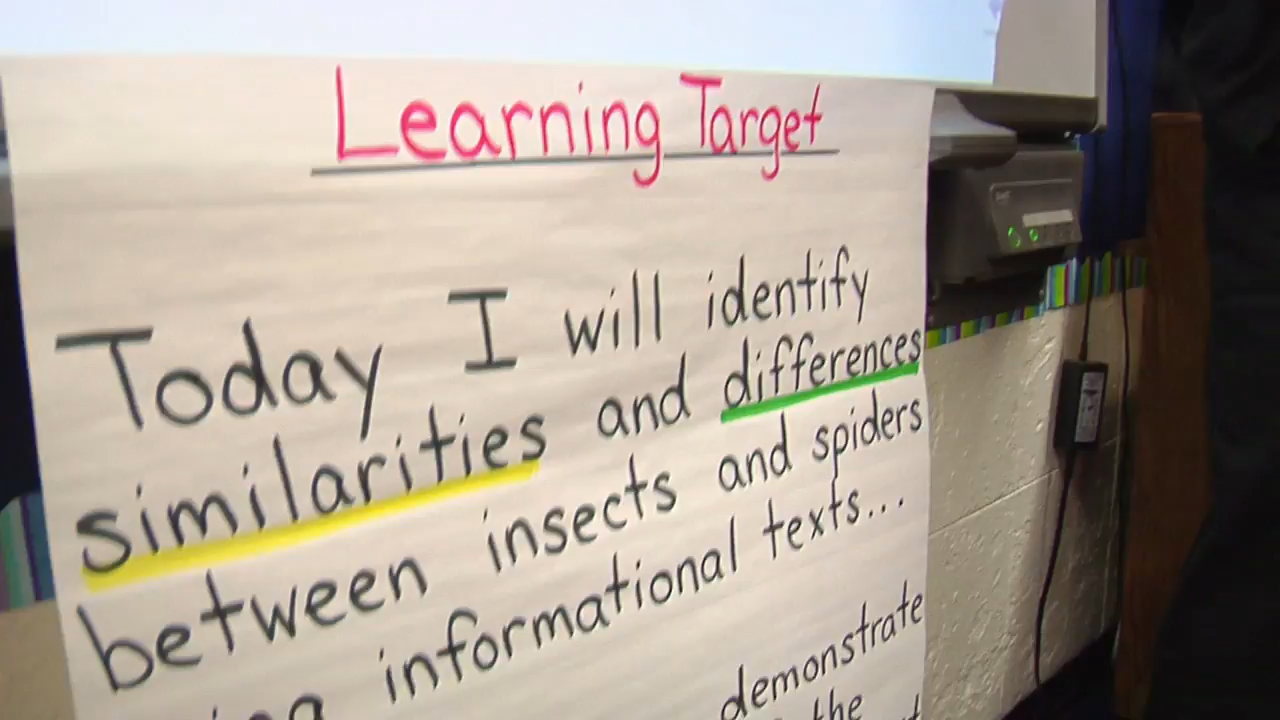 Learning Target
Today I will identify
similarities and differences
between insects and spiders
informational texts...
demonstrate
the